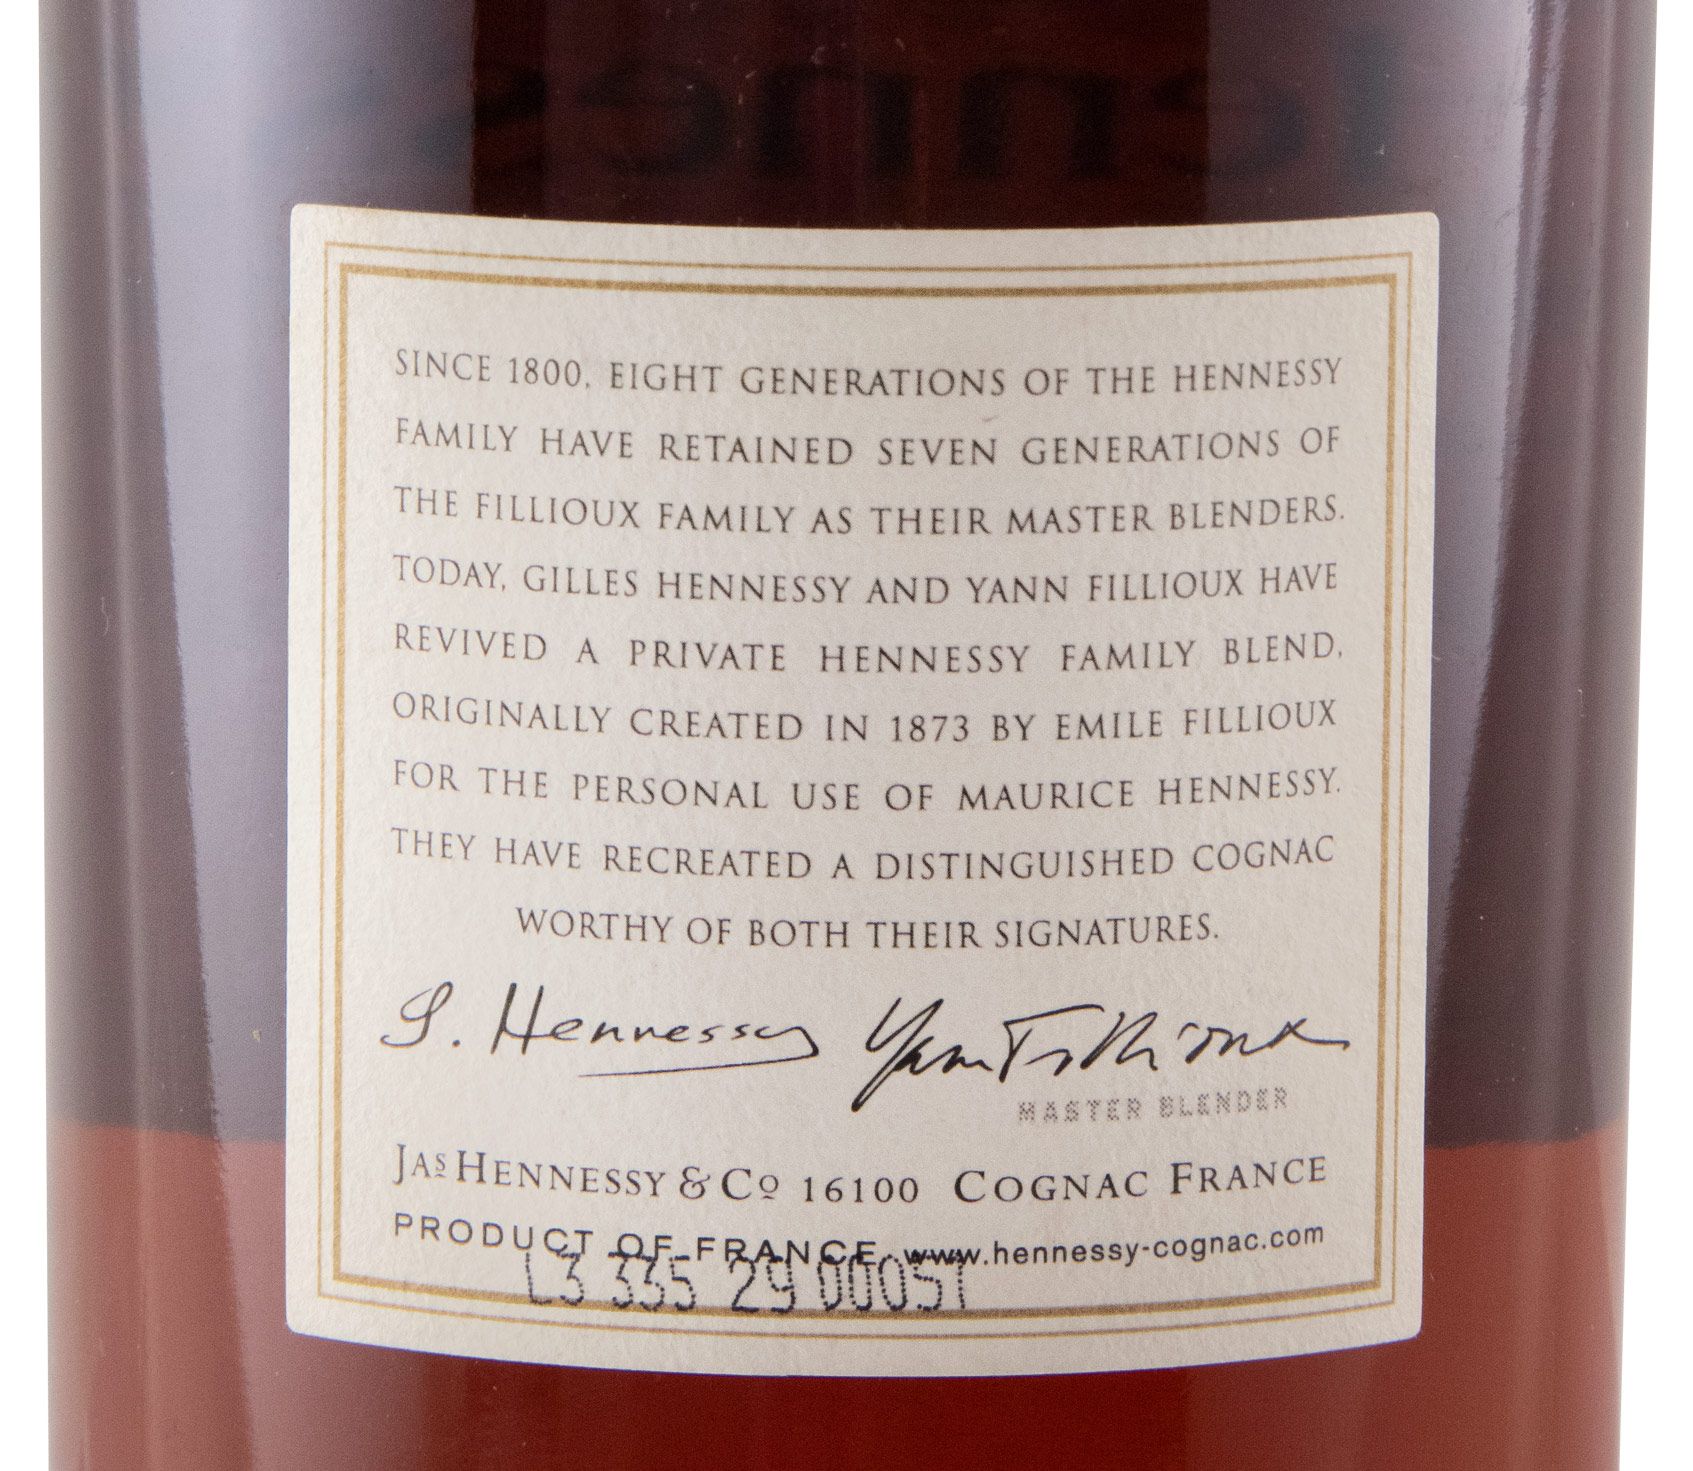 SINCE 1800, EIGHT GENERATIONS OF THE HENNESSY
FAMILY HAVE RETAINED SEVEN GENERATIONS OF
THE FILLIOUX FAMILY AS THEIR MASTER BLENDERS.
TODAY, GILLES HENNESSY AND YANN FILLIOUX HAVE
REVIVED A PRIVATE HENNESSY FAMILY BLEND,
ORIGINALLY CREATED IN 1873 BY EMILE FILLIOUX
FOR THE PERSONAL USE OF MAURICE HENNESSY.
THEY HAVE RECREATED A DISTINGUISHED COGNAC
WORTHY OF BOTH THEIR SIGNATURES.
G. Hennessy Yann Fillioux
MASTER BLENDER
JAS HENNESSY & CO 16100 COGNAC FRANCE
PRODUCT OF FRANCE www.hennessy-cognac.com
L3 335 29 00051